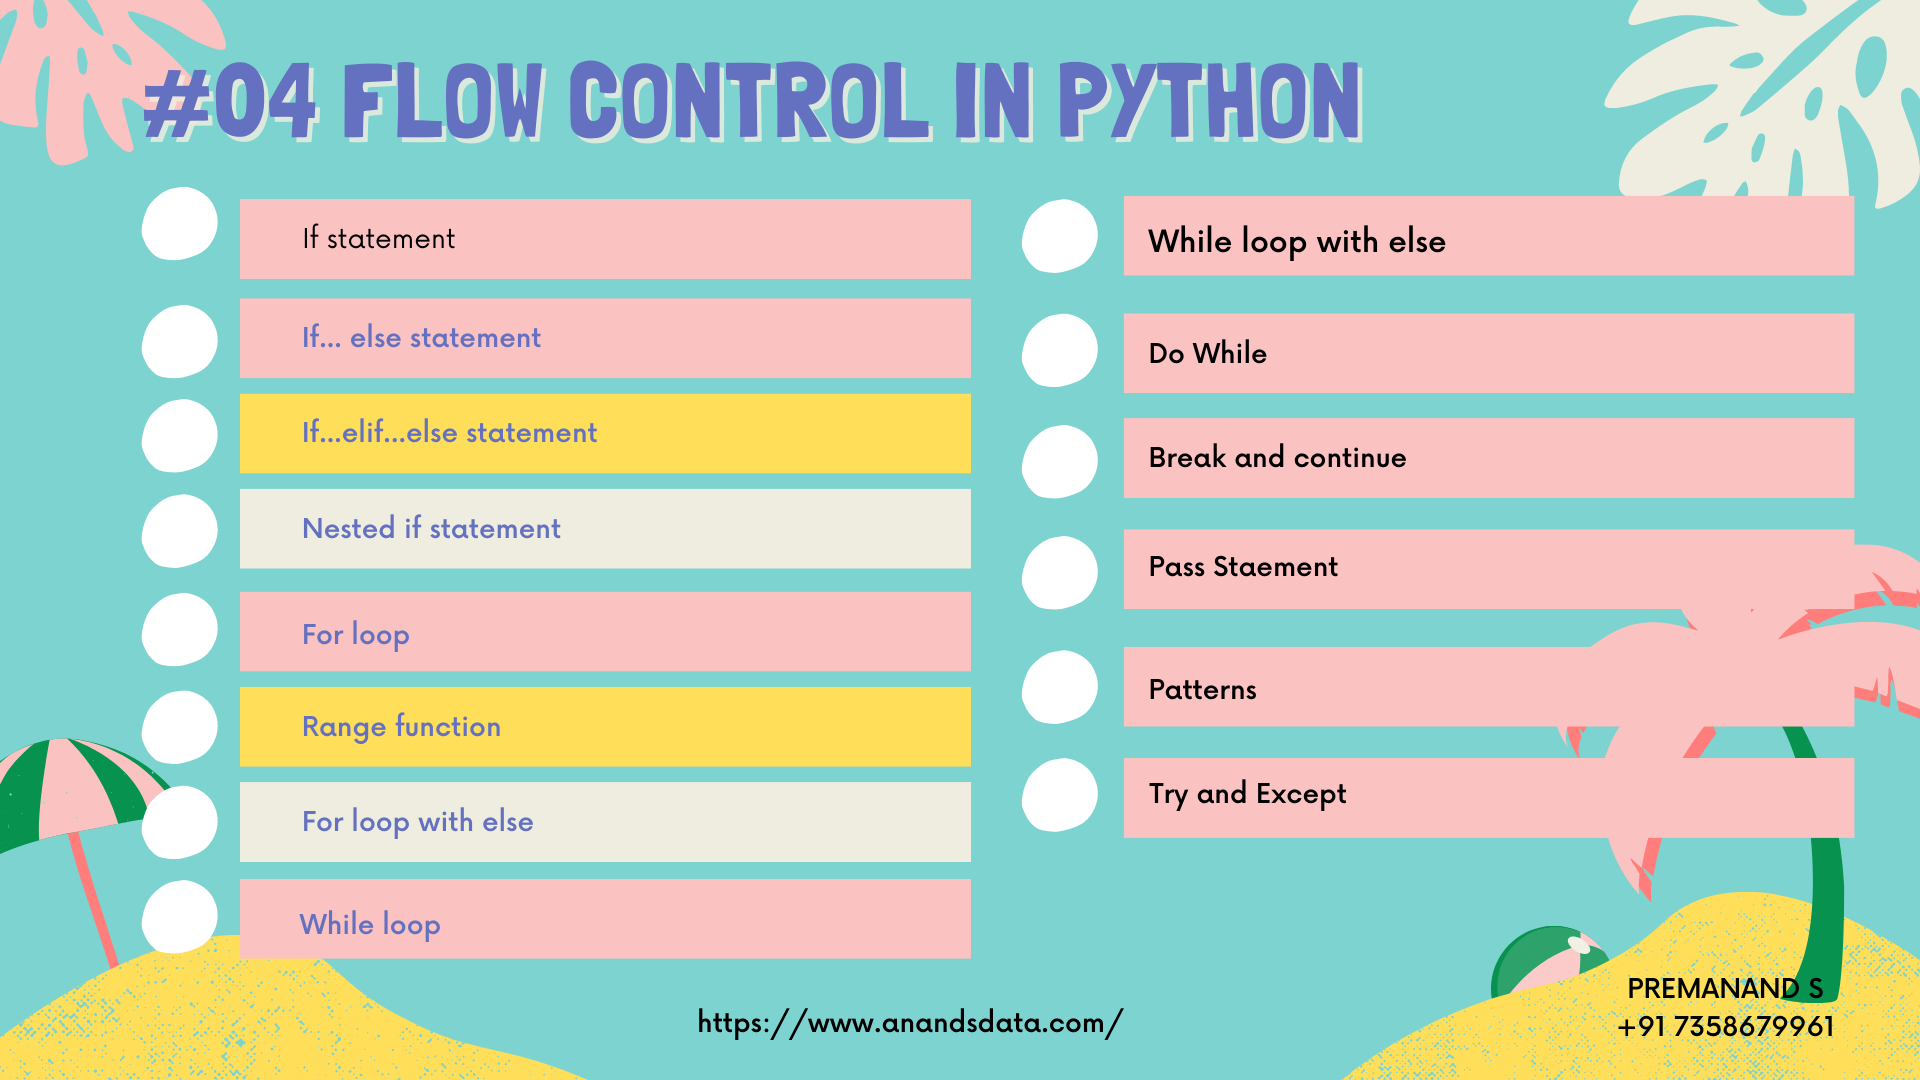 #04 FLOW CONTROL IN PYTHON
If statement
If... else statement
If...elif...else statement
Nested if statement
For loop
Range function
For loop with else
While loop
While loop with else
Do While
Break and continue
Pass Staement
Patterns
Try and Except
https://www.anandsdata.com/
PREMANAND S
+91 7358679961